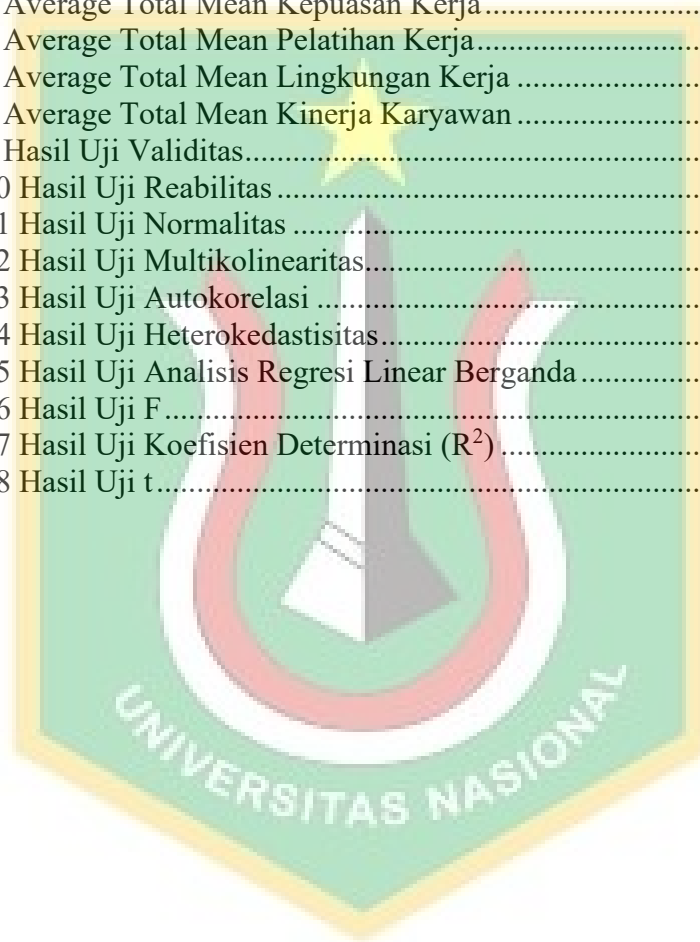 Average Total Mean Kepuasan Kerja....................
Average Total Mean Pelatihan Kerja....................
Average Total Mean Lingkungan Kerja....................
Average Total Mean Kinerja Karyawan....................
Hasil Uji Validitas....................
0 Hasil Uji Reabilitas....................
1 Hasil Uji Normalitas....................
2 Hasil Uji Multikolinearitas....................
3 Hasil Uji Autokorelasi....................
4 Hasil Uji Heterokedastisitas....................
5 Hasil Uji Analisis Regresi Linear Berganda....................
6 Hasil Uji F....................
7 Hasil Uji Koefisien Determinasi (R²)....................
8 Hasil Uji t....................
UNIVERSITAS NASIONAL